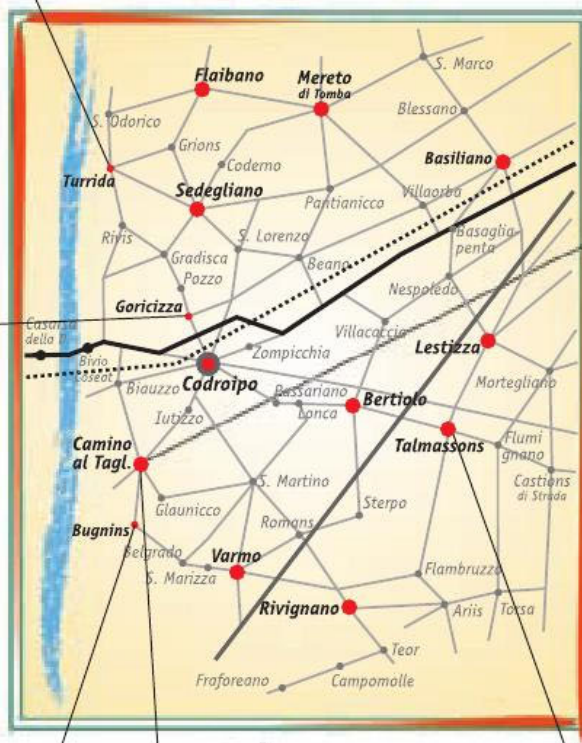 S. Marco
Flaibano
Mereto
di Tomba
Blessano
S. Odorico
Grions
Coderno
Basiliano
Turrida
Sedegliano
Pantianicco
Villaorba
Rivis
S. Lorenzo
Basaglia
penta
Gradisca
Beano
Pozzo
Nespoledo
Goricizza
Villacaccia
Casarsa
della D.
Bivio
Coseat
Zompicchia
Lestizza
Codroipo
Mortegliano
Biauzzo
Passariano
Bertiolo
Iutizzo
Lonca
Talmassons
Camino
al Tagl.
Flumi
gnano
S. Martino
Castions
di Strada
Glaunicco
Sterpo
Romans
Bugnins
Belgrado
S. Marizza
Varmo
Flambruzzo
Rivignano
Ariis
Torsa
Teor
Fraforeano
Campomolle